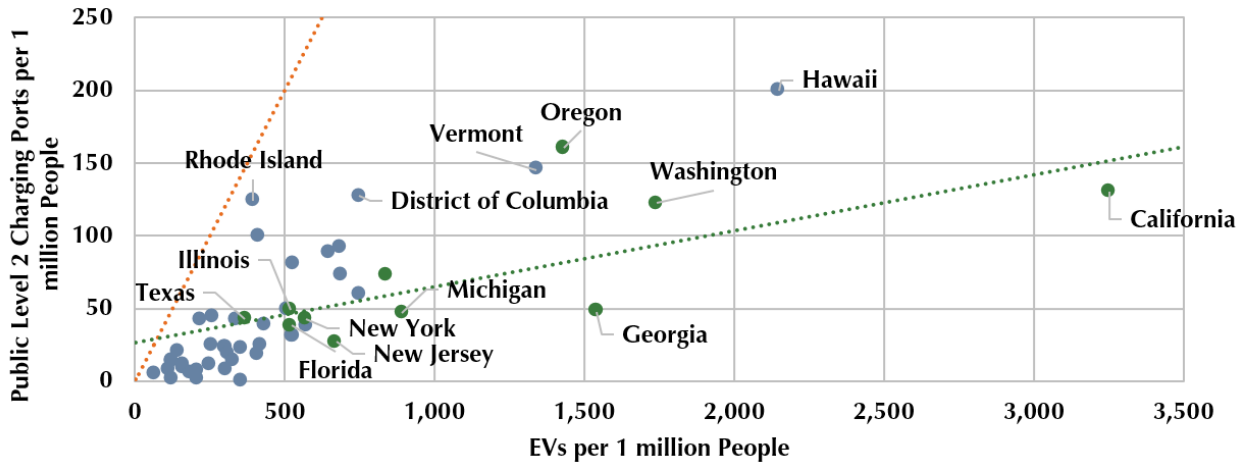 Public Level 2 Charging Ports per 1
million People
250
200
150
100
50
0
Hawaii
Oregon
Vermont
Rhode Island
Washington
District of Columbia
California
Illinois
Texas
Michigan
New York
Georgia
New Jersey
Florida
0
500
1,000
1,500
2,000
2,500
3,000
3,500
EVs per 1 million People